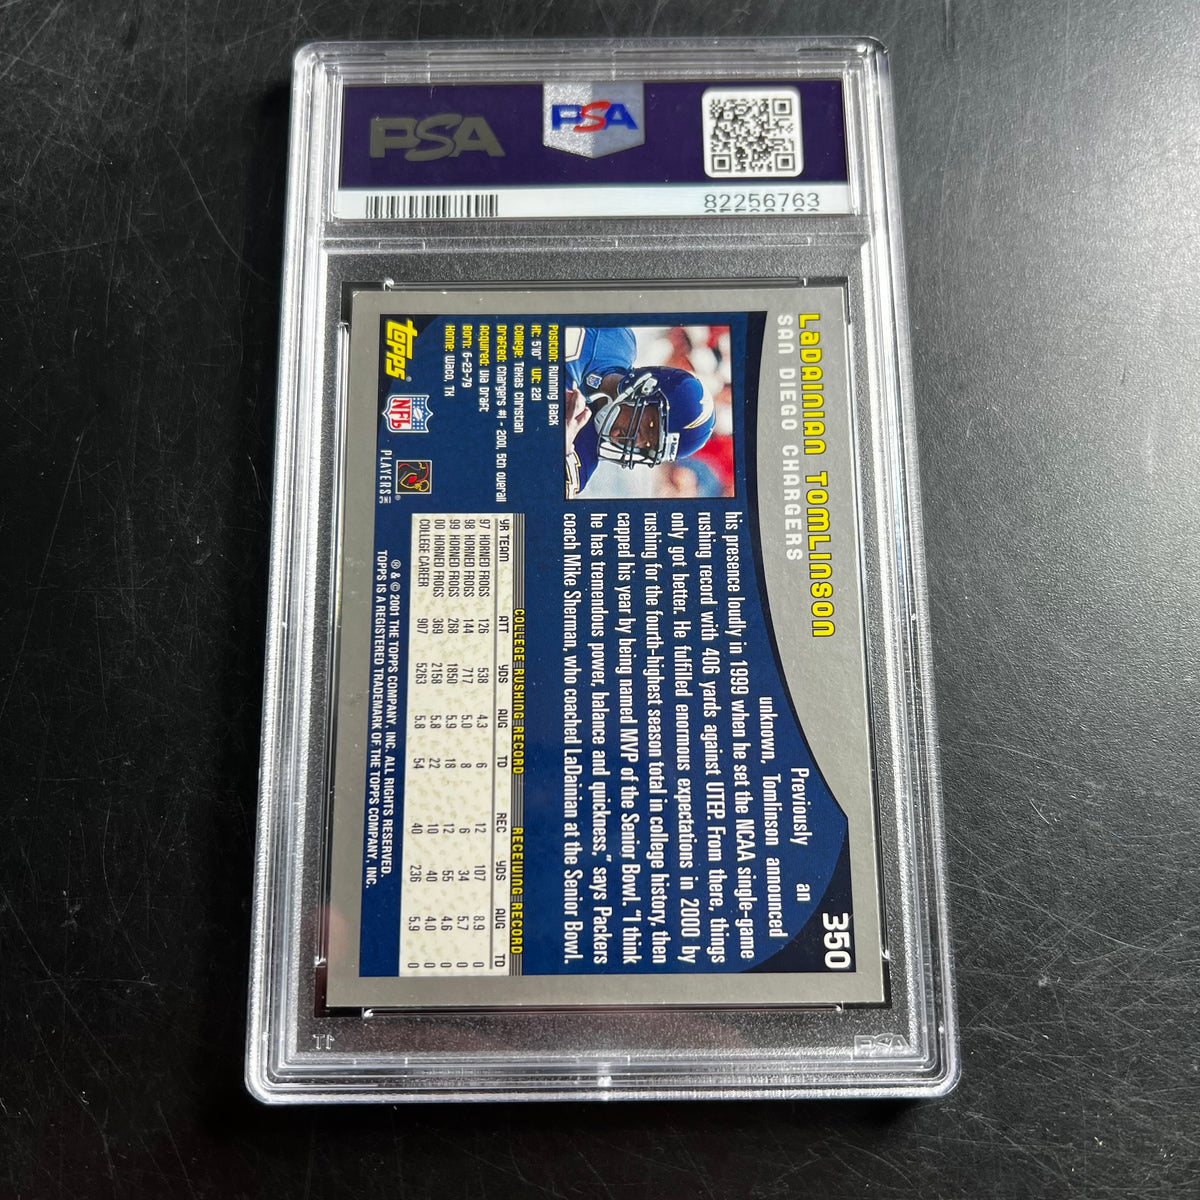 PSA
PSA
82256763
350
LaDAINIAN TOMLINSON
SAN DIEGO CHARGERS
Previously an
unknown, Tomlinson announced
his presence loudly in 1999 when he set the NCAA single-game
rushing record with 406 yards against UTEP. From there, things
only got better. He fulfilled enormous expectations in 2000 by
rushing for the fourth-highest season total in college history, then
capped his year by being named MVP of the Senior Bowl. "I think
he has tremendous power, balance and quickness," says Packers
coach Mike Sherman, who coached LaDainian at the Senior Bowl.
Position: Running Back
Ht: 5'10" Wt: 221
College: Texas Christian
Drafted: Chargers #1 - 2001, 5th overall
Acquired: Via Draft
Born: 6-23-79
Home: Waco, TX
COLLEGE RUSHING RECORD RECEIVING RECORD
YR TEAM ATT YDS AVG TD REC YDS AVG TD
97 HORNED FROGS 126 538 4.3 6 12 107 8.9 0
98 HORNED FROGS 144 717 5.0 8 6 34 5.7 0
99 HORNED FROGS 268 1850 5.9 18 12 55 4.6 0
00 HORNED FROGS 369 2158 5.8 22 10 40 4.0 0
COLLEGE CAREER 907 5263 5.8 54 40 236 5.9 0
topps®
NFL
PLAYERS INC
® & © 2001 THE TOPPS COMPANY, INC. ALL RIGHTS RESERVED.
TOPPS IS A REGISTERED TRADEMARK OF THE TOPPS COMPANY, INC.
PSA
1T